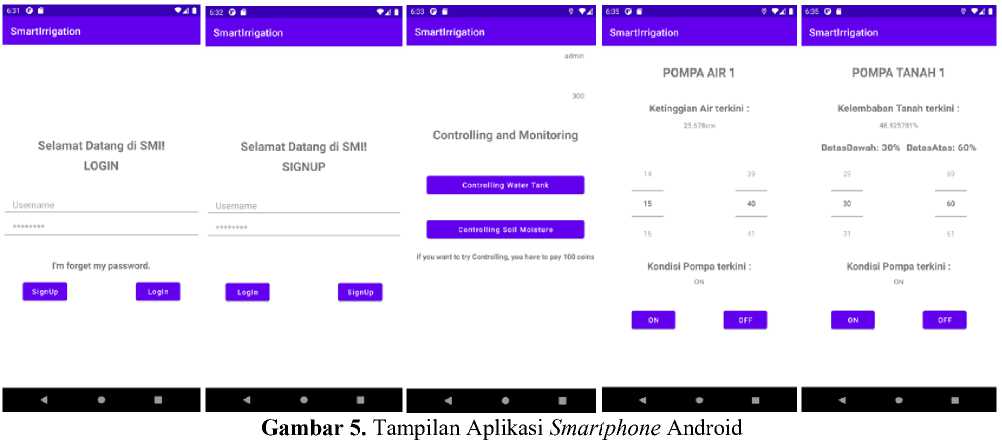 6:31
SmartIrrigation
Selamat Datang di SMI!
LOGIN
Username
********
I'm forget my password.
SignUp
Login
6:32
SmartIrrigation
Selamat Datang di SMI!
SIGNUP
Username
********
Login
SignUp
6:33
SmartIrrigation
admin
300
Controlling and Monitoring
Controlling Water Tank
Controlling Soil Moisture
if you want to try Controlling, you have to pay 100 coins
6:35
SmartIrrigation
POMPA AIR 1
Ketinggian Air terkini :
14 39
15 40
16 41
Kondisi Pompa terkini :
ON
ON OFF
6:35
SmartIrrigation
POMPA TANAH 1
Kelembaban Tanah terkini :
BatasBawah: 30% BatasAtas: 60%
29
30 60
31 61
Kondisi Pompa terkini :
ON
ON OFF
Gambar 5. Tampilan Aplikasi Smartphone Android